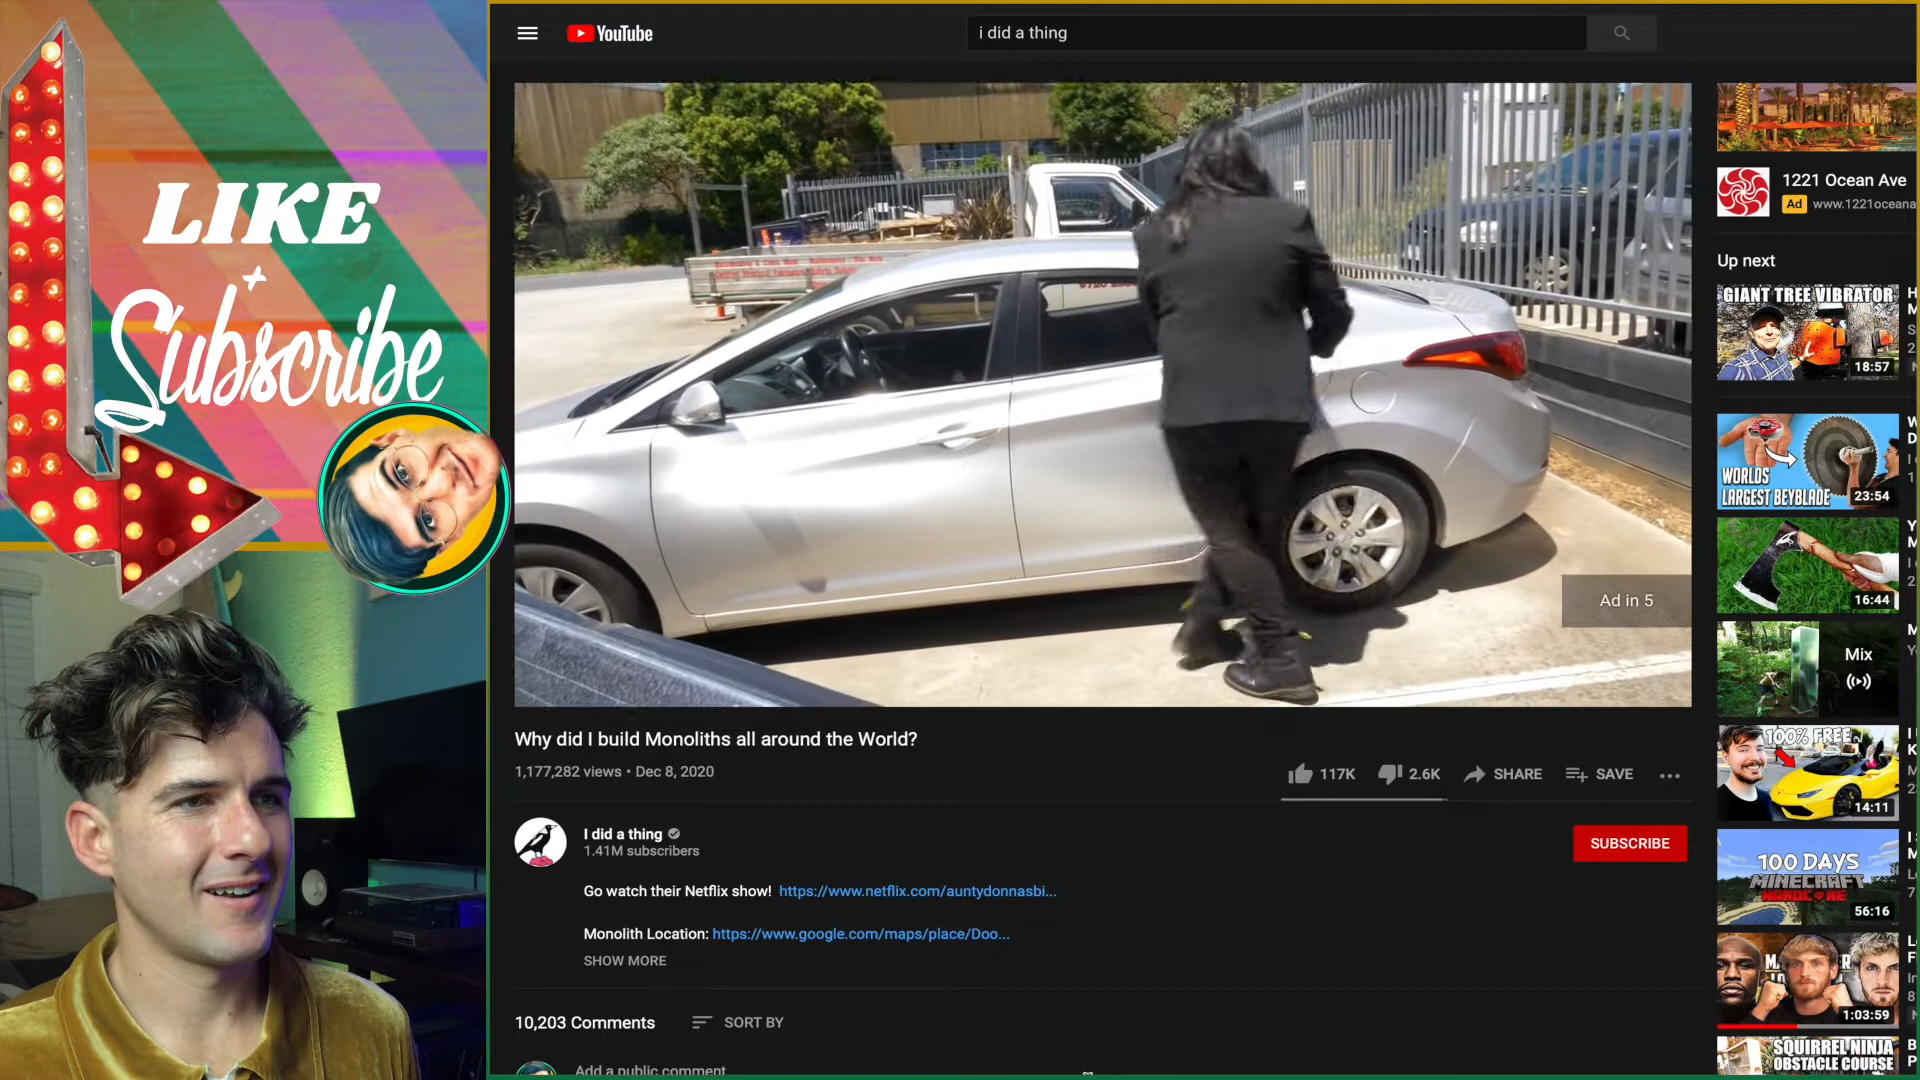 LIKE
+
Subscribe
YouTube
i did a thing
Ad in 5
Why did I build Monoliths all around the World?
1,177,282 views • Dec 8, 2020
117K
2.6K
SHARE
SAVE
I did a thing
1.41M subscribers
SUBSCRIBE
Go watch their Netflix show! https://www.netflix.com/auntydonnasbi...
Monolith Location: https://www.google.com/maps/place/Doo...
SHOW MORE
10,203 Comments
SORT BY
Add a public comment
1221 Ocean Ave
Ad www.1221oceana
Up next
GIANT TREE VIBRATOR
18:57
WORLDS
LARGEST BEYBLADE
23:54
16:44
Mix
100% FREE
14:11
100 DAYS
MINECRAFT
HARDCORE
56:16
1:03:59
SQUIRREL NINJA
OBSTACLE COURSE